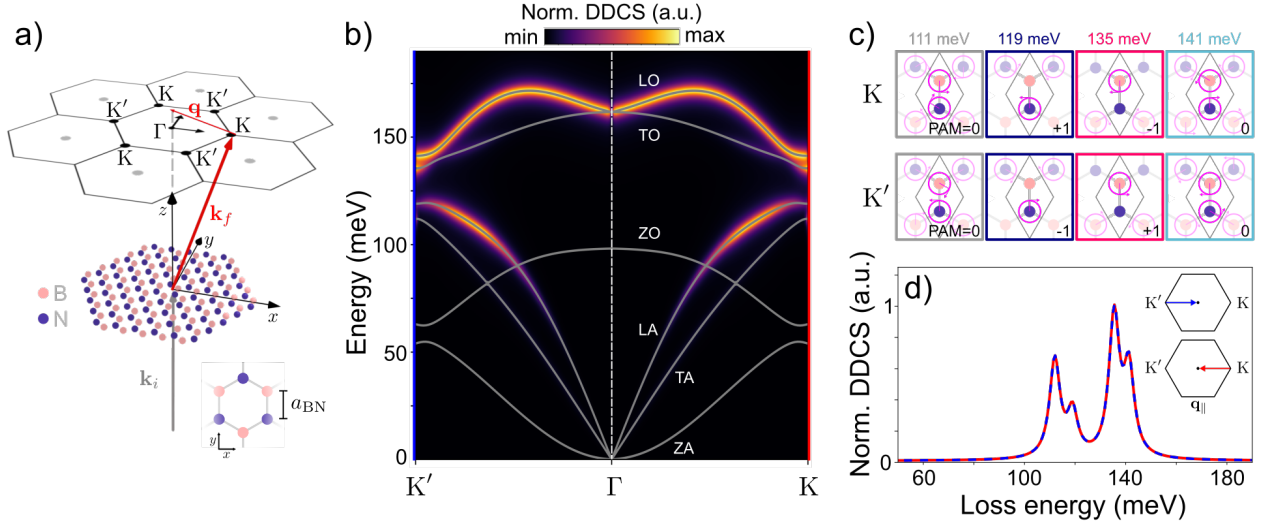 a)
K
K′
K′
q
K
Γ
K
K′
k_f
z
y
x
B
N
k_i
a_BN
y
x
b)
Norm. DDCS (a.u.)
min
max
Energy (meV)
150
100
50
0
LO
TO
ZO
LA
TA
ZA
K′
Γ
K
c)
111 meV
119 meV
135 meV
141 meV
K
PAM=0
+1
-1
0
K′
PAM=0
-1
+1
0
d)
Norm. DDCS (a.u.)
1
0
K′
K
K′
K
q_∥
60
100
140
180
Loss energy (meV)